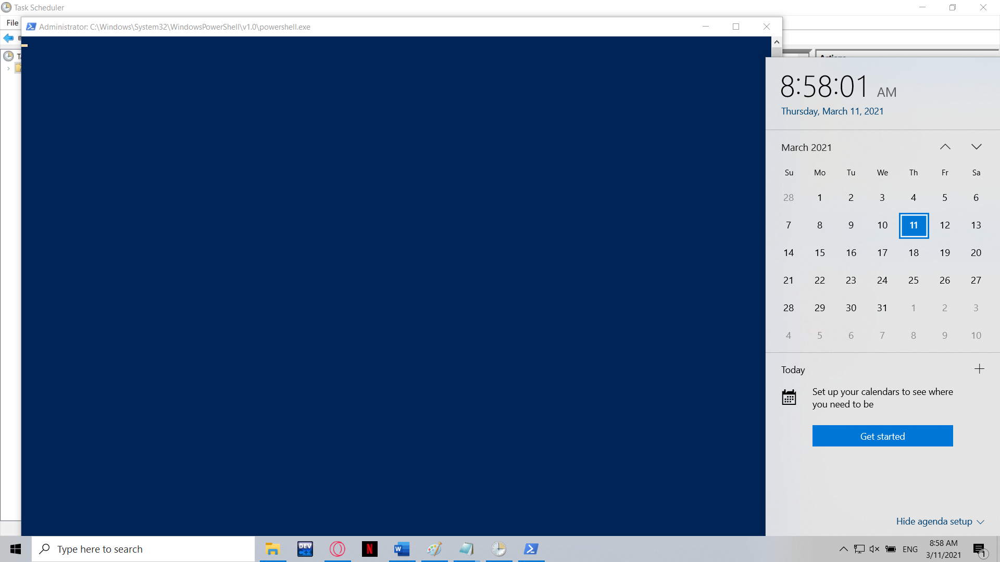 Task Scheduler
File
Administrator: C:\Windows\System32\WindowsPowerShell\v1.0\powershell.exe
8:58:01 AM
Thursday, March 11, 2021
March 2021
Su Mo Tu We Th Fr Sa
28 1 2 3 4 5 6
7 8 9 10 11 12 13
14 15 16 17 18 19 20
21 22 23 24 25 26 27
28 29 30 31 1 2 3
4 5 6 7 8 9 10
Today
Set up your calendars to see where
you need to be
Get started
Hide agenda setup
Type here to search
DEV
C++
N
W
ENG
8:58 AM
3/11/2021
1